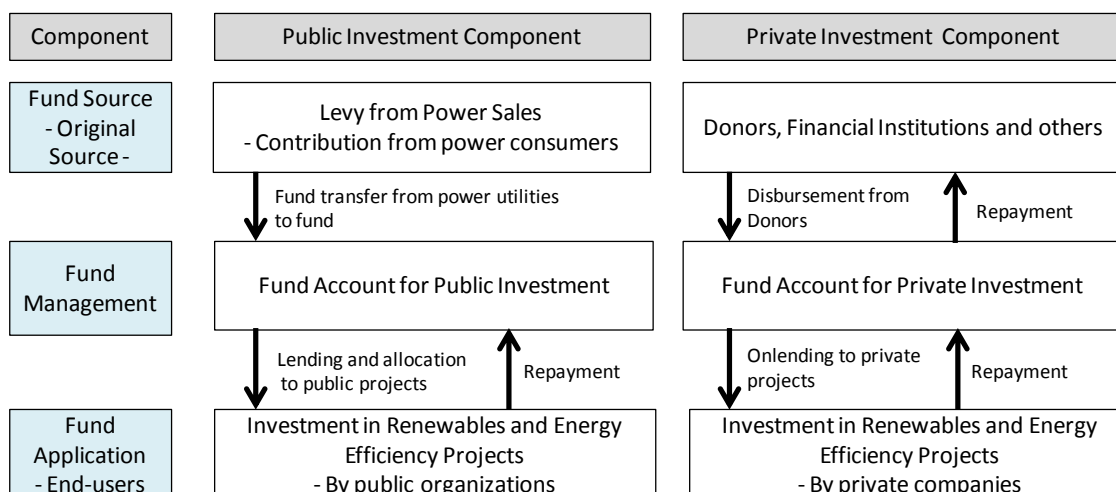 Component
Public Investment Component
Private Investment Component
Fund Source
- Original
Source -
Levy from Power Sales
- Contribution from power consumers
Donors, Financial Institutions and others
Fund transfer from power utilities
to fund
Disbursement from
Donors
Repayment
Fund
Management
Fund Account for Public Investment
Fund Account for Private Investment
Lending and allocation
to public projects
Repayment
Onlending to private
projects
Repayment
Fund
Application
- End-users
Investment in Renewables and Energy
Efficiency Projects
- By public organizations
Investment in Renewables and Energy
Efficiency Projects
- By private companies